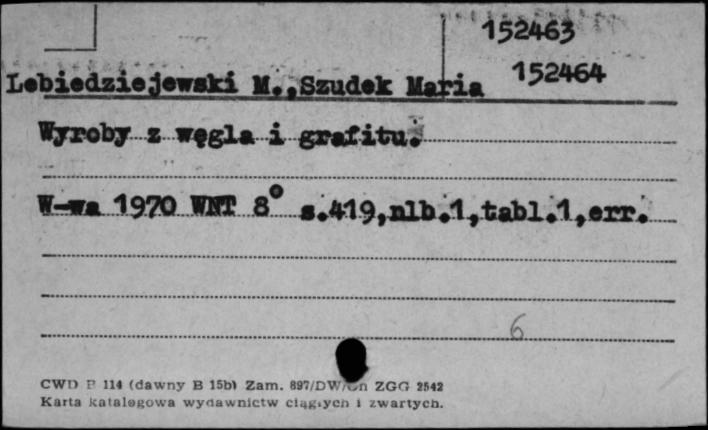 152463
Lebiedziejewski M.,Szudek Maria 152464
Wyroby z węgla i grafitu.
W-wa 1970 WNT 8° s.419,nlb.1,tabl.1,err.
6
CWD B 114 (dawny B 15b) Zam. 897/DW/ ZGG 2542
Karta katalogowa wydawnictw ciągłych i zwartych.